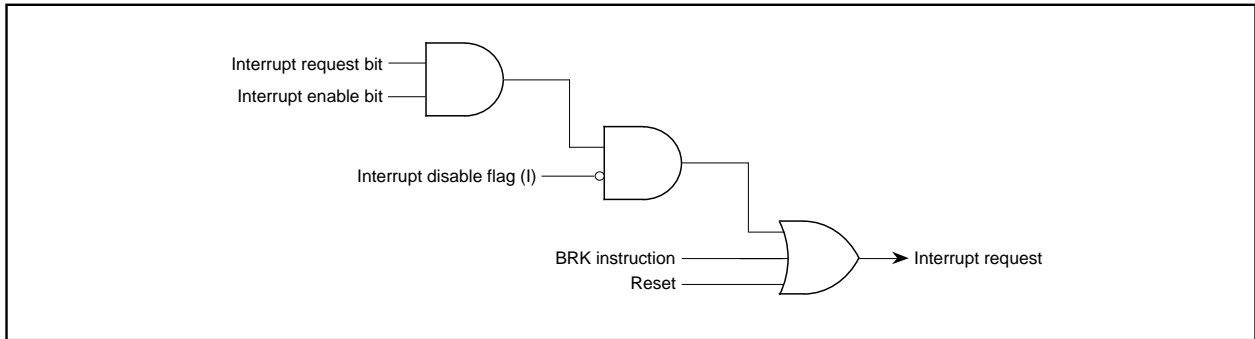 Interrupt request bit
Interrupt enable bit
Interrupt disable flag (I)
BRK instruction
Reset
Interrupt request